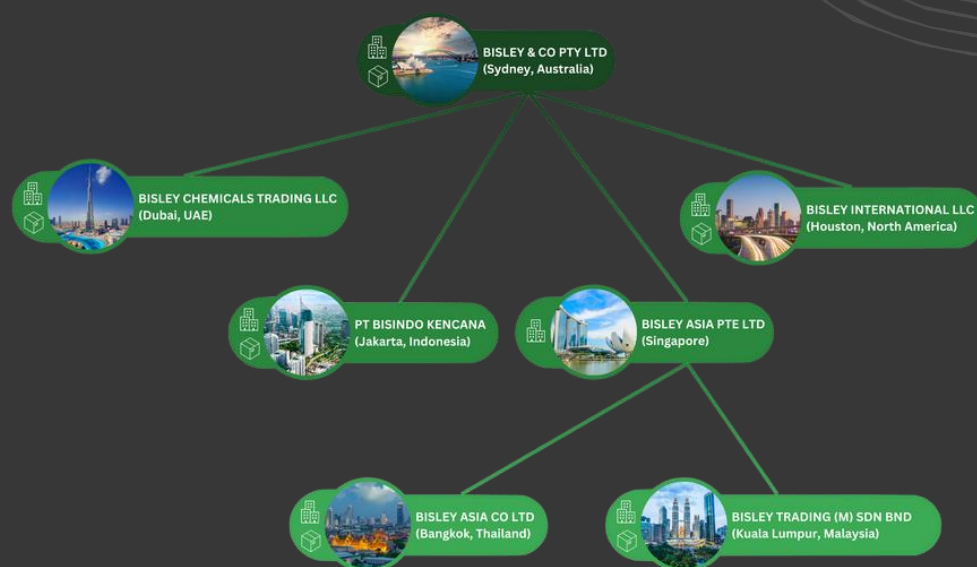 BISLEY & CO PTY LTD
(Sydney, Australia)
BISLEY CHEMICALS TRADING LLC
(Dubai, UAE)
BISLEY INTERNATIONAL LLC
(Houston, North America)
PT BISINDO KENCANA
(Jakarta, Indonesia)
BISLEY ASIA PTE LTD
(Singapore)
BISLEY ASIA CO LTD
(Bangkok, Thailand)
BISLEY TRADING (M) SDN BND
(Kuala Lumpur, Malaysia)